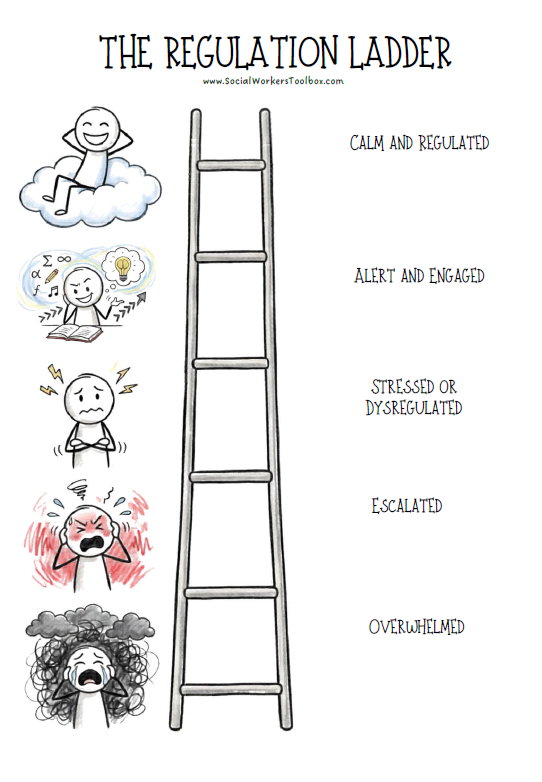 THE REGULATION LADDER
www.SocialWorkersToolbox.com
CALM AND REGULATED
α Σ ∞
ƒ ♫
ALERT AND ENGAGED
STRESSED OR
DYSREGULATED
ESCALATED
OVERWHELMED